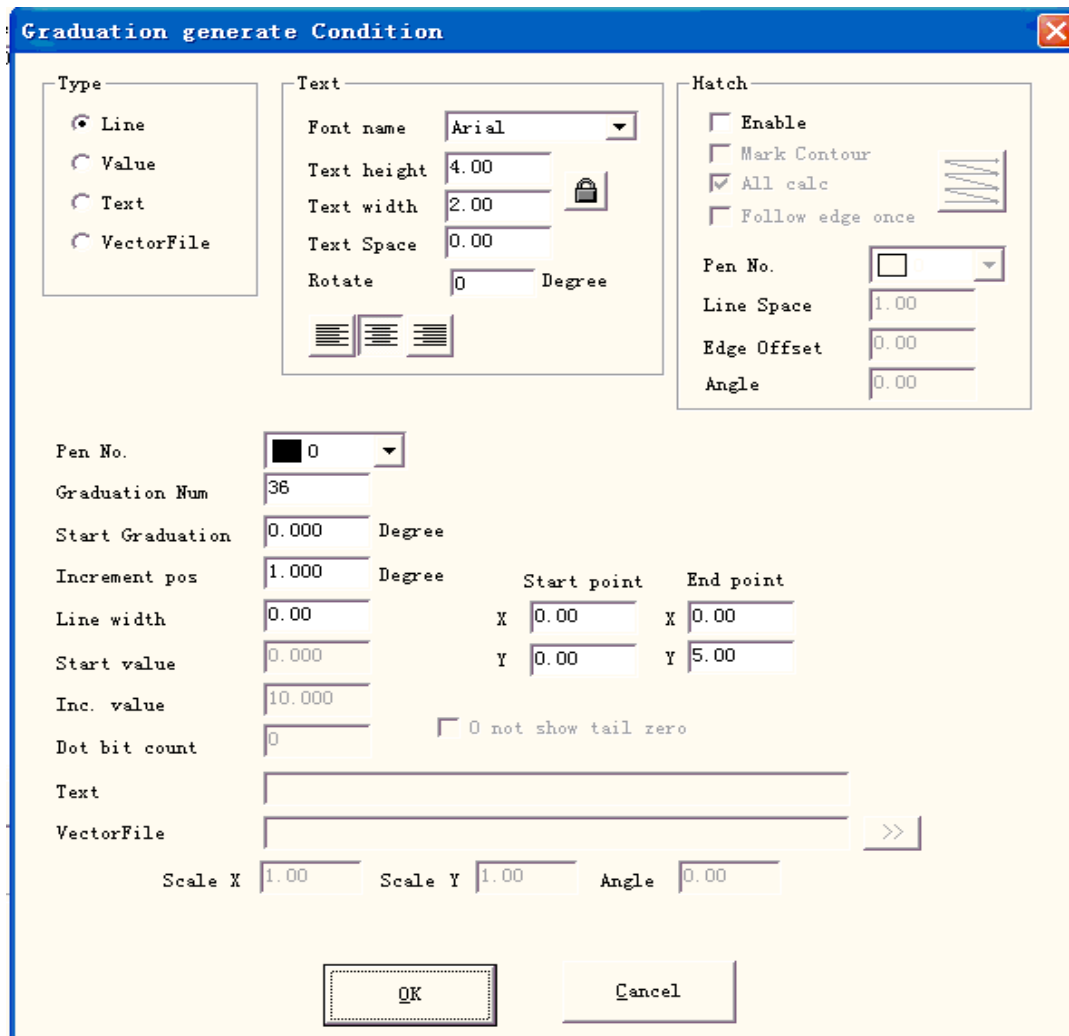 Graduation generate Condition
Type
Line
Value
Text
VectorFile
Text
Font name Arial
Text height 4.00
Text width 2.00
Text Space 0.00
Rotate 0 Degree
Hatch
Enable
Mark Contour
All calc
Follow edge once
Pen No.
Line Space 1.00
Edge Offset 0.00
Angle 0.00
Pen No. 0
Graduation Num 36
Start Graduation 0.000 Degree
Increment pos 1.000 Degree
Line width 0.00
Start value 0.000
Inc. value 10.000
Dot bit count 0
Start point End point
X 0.00 X 0.00
Y 0.00 Y 5.00
O not show tail zero
Text
VectorFile >>
Scale X 1.00 Scale Y 1.00 Angle 0.00
OK Cancel